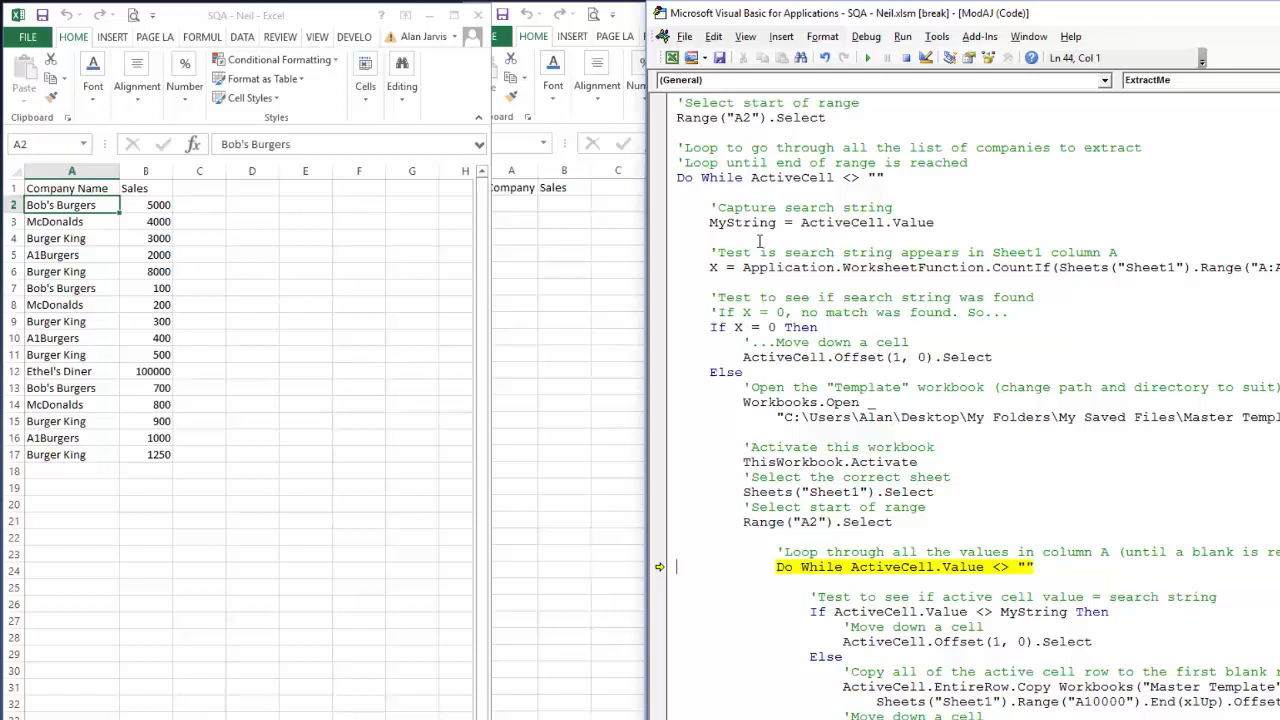 SQA - Neil - Excel
FILE HOME INSERT PAGE LA FORMUL DATA REVIEW VIEW DEVELO Alan Jarvis
Paste Font Alignment Number Conditional Formatting Format as Table Cell Styles Cells Editing
Clipboard Styles
A2 fx Bob's Burgers
A B C D E F G H
1 Company Name Sales
2 Bob's Burgers 5000
3 McDonalds 4000
4 Burger King 3000
5 A1Burgers 2000
6 Burger King 8000
7 Bob's Burgers 100
8 McDonalds 200
9 Burger King 300
10 A1Burgers 400
11 Burger King 500
12 Ethel's Diner 100000
13 Bob's Burgers 700
14 McDonalds 800
15 Burger King 900
16 A1Burgers 1000
17 Burger King 1250
18
19
20
21
22
23
24
25
26
27
28
29
30
31
32
HOME INSERT PAGE LA
Font Alignment Nu
A B C
Company Sales
Microsoft Visual Basic for Applications - SQA - Neil.xlsm [break] - [ModAJ (Code)]
File Edit View Insert Format Debug Run Tools Add-Ins Window Help
Ln 44, Col 1
(General) ExtractMe
'Select start of range
Range("A2").Select
'Loop to go through all the list of companies to extract
'Loop until end of range is reached
Do While ActiveCell <> ""
'Capture search string
MyString = ActiveCell.Value
'Test is search string appears in Sheet1 column A
X = Application.WorksheetFunction.CountIf(Sheets("Sheet1").Range("A:A
'Test to see if search string was found
'If X = 0, no match was found. So...
If X = 0 Then
'...Move down a cell
ActiveCell.Offset(1, 0).Select
Else
'Open the "Template" workbook (change path and directory to suit)
Workbooks.Open _
"C:\Users\Alan\Desktop\My Folders\My Saved Files\Master Templ
'Activate this workbook
ThisWorkbook.Activate
'Select the correct sheet
Sheets("Sheet1").Select
'Select start of range
Range("A2").Select
'Loop through all the values in column A (until a blank is re
Do While ActiveCell.Value <> ""
'Test to see if active cell value = search string
If ActiveCell.Value <> MyString Then
'Move down a cell
ActiveCell.Offset(1, 0).Select
Else
'Copy all of the active cell row to the first blank r
ActiveCell.EntireRow.Copy Workbooks("Master Template
Sheets("Sheet1").Range("A10000").End(xlUp).Offse
'Move down a cell